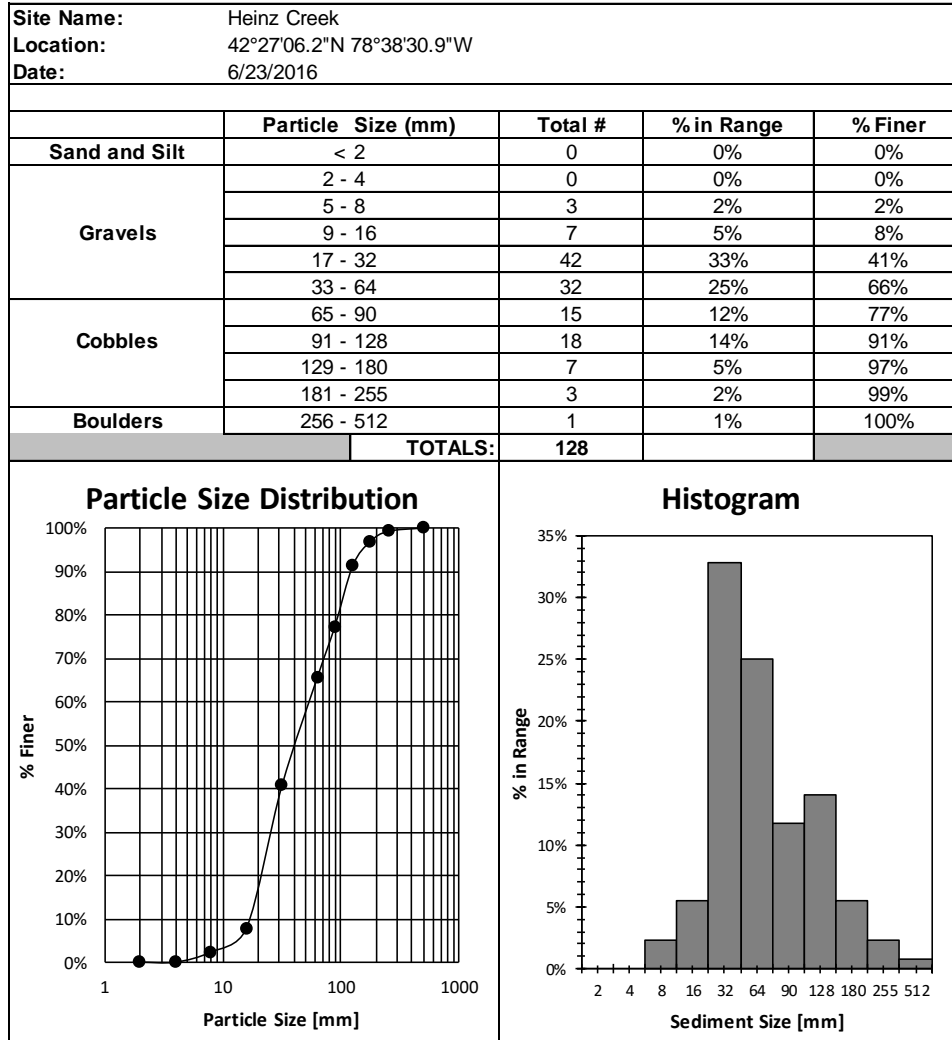 Site Name: Heinz Creek
Location: 42°27'06.2"N 78°38'30.9"W
Date: 6/23/2016
Particle Size (mm) Total # % in Range % Finer
Sand and Silt < 2 0 0% 0%
2 - 4 0 0% 0%
5 - 8 3 2% 2%
Gravels 9 - 16 7 5% 8%
17 - 32 42 33% 41%
33 - 64 32 25% 66%
65 - 90 15 12% 77%
Cobbles 91 - 128 18 14% 91%
129 - 180 7 5% 97%
181 - 255 3 2% 99%
Boulders 256 - 512 1 1% 100%
TOTALS: 128
Particle Size Distribution
100%
90%
80%
70%
60%
50%
40%
30%
20%
10%
0%
% Finer
1 10 100 1000
Particle Size [mm]
Histogram
35%
30%
25%
20%
15%
10%
5%
0%
% in Range
2 4 8 16 32 64 90 128 180 255 512
Sediment Size [mm]